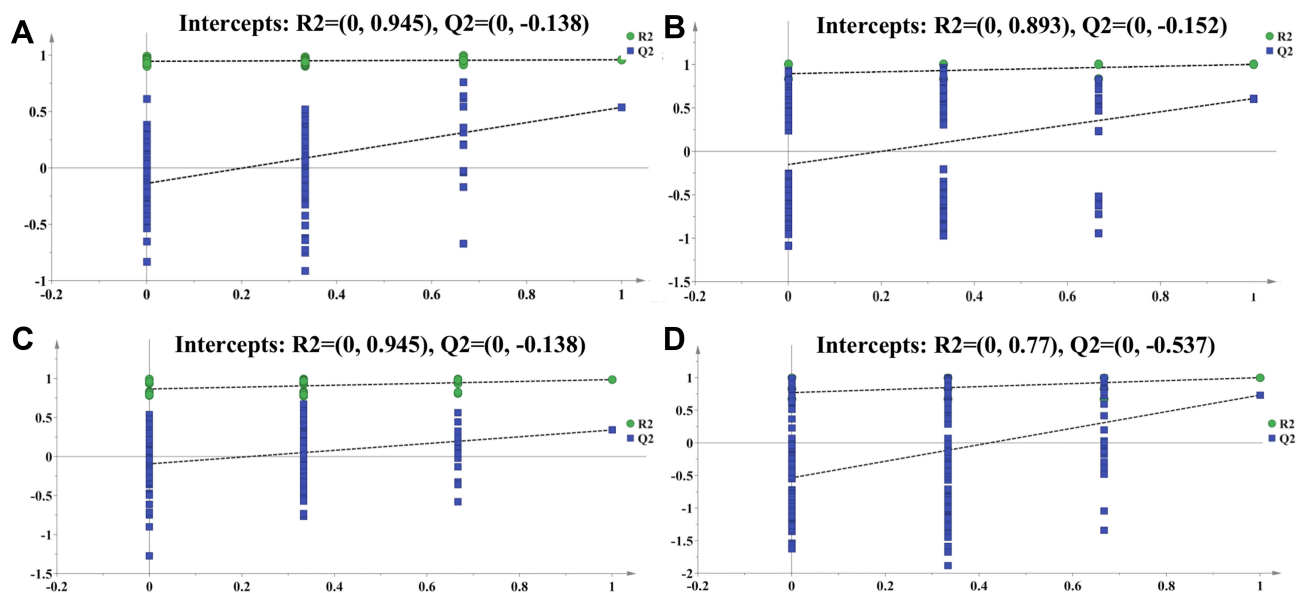 A
Intercepts: R2=(0, 0.945), Q2=(0, -0.138)
R2
Q2
1
0.5
0
-0.5
-1
-0.2 0 0.2 0.4 0.6 0.8 1
B
Intercepts: R2=(0, 0.893), Q2=(0, -0.152)
R2
Q2
1
0.5
0
-0.5
-1
-1.5
-0.2 0 0.2 0.4 0.6 0.8 1
C
Intercepts: R2=(0, 0.945), Q2=(0, -0.138)
1
0.5
R2
Q2
0
-0.5
-1
-1.5
-0.2 0 0.2 0.4 0.6 0.8 1
D
Intercepts: R2=(0, 0.77), Q2=(0, -0.537)
1
0.5
R2
Q2
0
-0.5
-1
-1.5
-2
-0.2 0 0.2 0.4 0.6 0.8 1